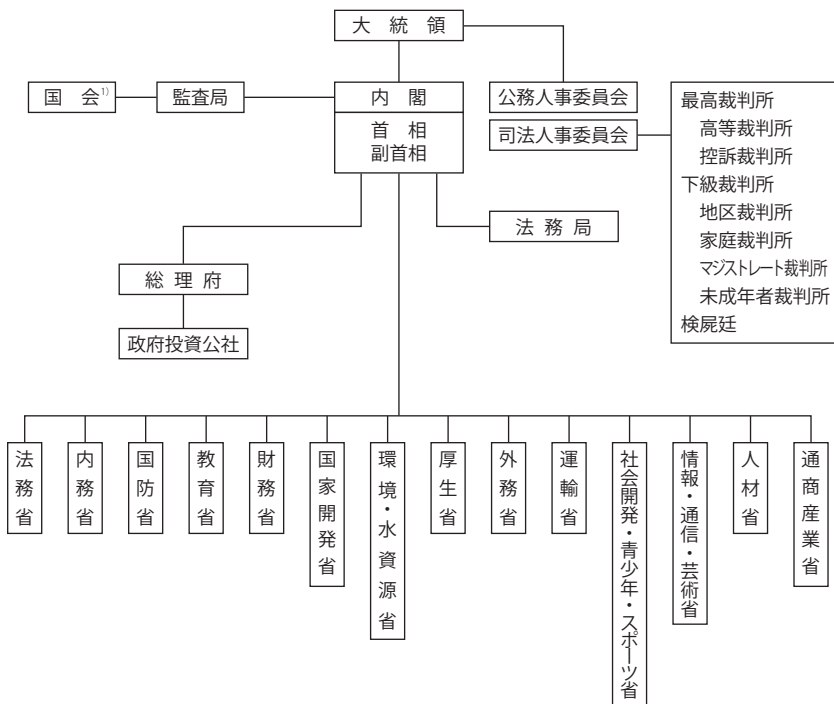 大統領
国会1)
監査局
内閣
首相
副首相
公務人事委員会
司法人事委員会
最高裁判所
高等裁判所
控訴裁判所
下級裁判所
地区裁判所
家庭裁判所
マジストレート裁判所
未成年者裁判所
検屍廷
法務局
総理府
政府投資公社
法務省
内務省
国防省
教育省
財務省
国家開発省
環境・水資源省
厚生省
外務省
運輸省
社会開発・青少年・スポーツ省
情報・通信・芸術省
人材省
通商産業省